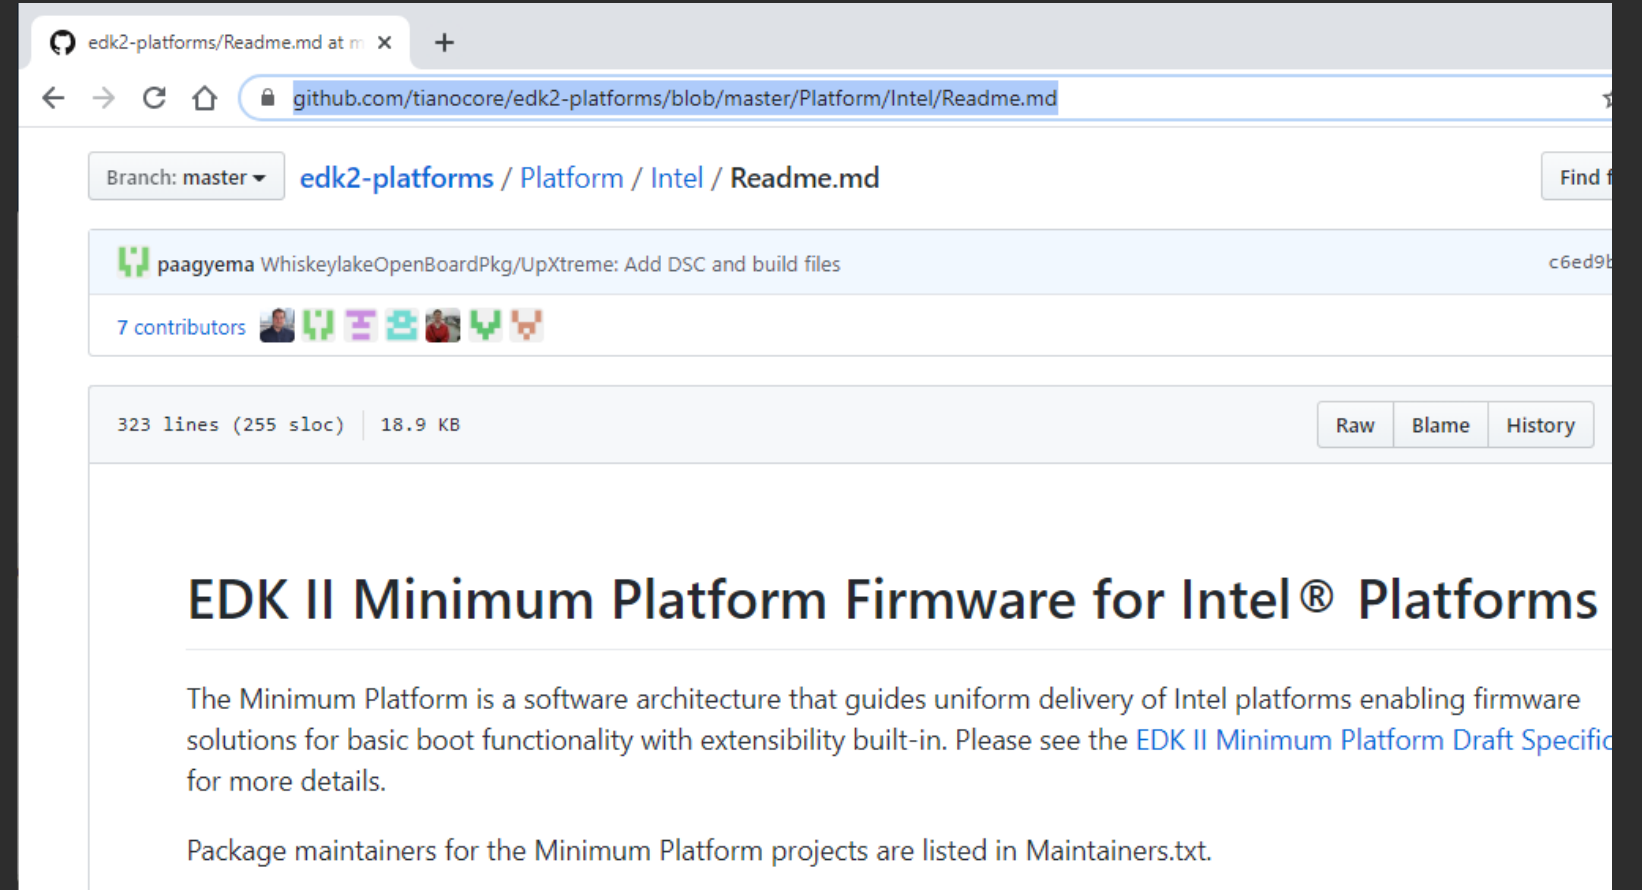 edk2-platforms/Readme.md at m
github.com/tianocore/edk2-platforms/blob/master/Platform/Intel/Readme.md
Branch: master edk2-platforms / Platform / Intel / Readme.md Find f
paagyema WhiskeylakeOpenBoardPkg/UpXtreme: Add DSC and build files c6ed9b
7 contributors
323 lines (255 sloc) 18.9 KB Raw Blame History
EDK II Minimum Platform Firmware for Intel® Platforms
The Minimum Platform is a software architecture that guides uniform delivery of Intel platforms enabling firmware
solutions for basic boot functionality with extensibility built-in. Please see the EDK II Minimum Platform Draft Specific
for more details.
Package maintainers for the Minimum Platform projects are listed in Maintainers.txt.